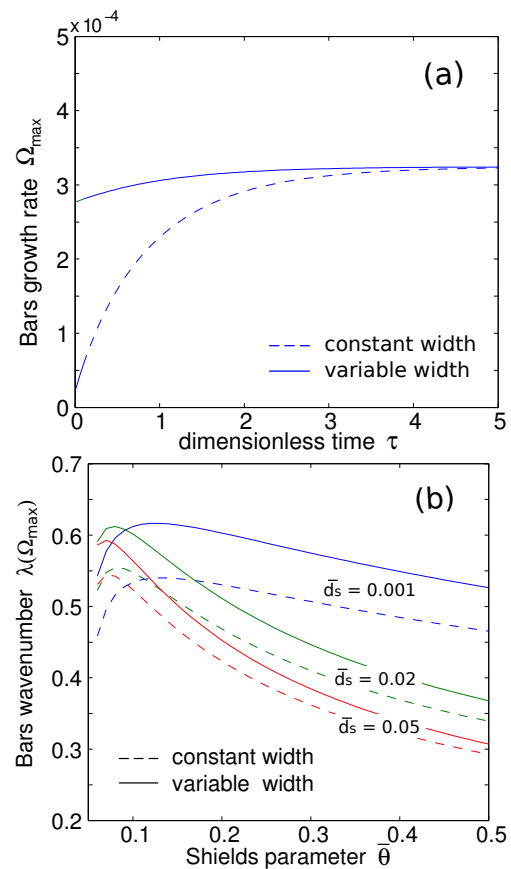 ×10⁻⁴
5
(a)
4
3
2
1
0
Bars growth rate Ω_max
constant width
variable width
0 1 2 3 4 5
dimensionless time τ
0.7
(b)
0.6
0.5
0.4
0.3
0.2
Bars wavenumber λ(Ω_max)
d̄s = 0.001
d̄s = 0.02
d̄s = 0.05
constant width
variable width
0.1 0.2 0.3 0.4 0.5
Shields parameter θ̄